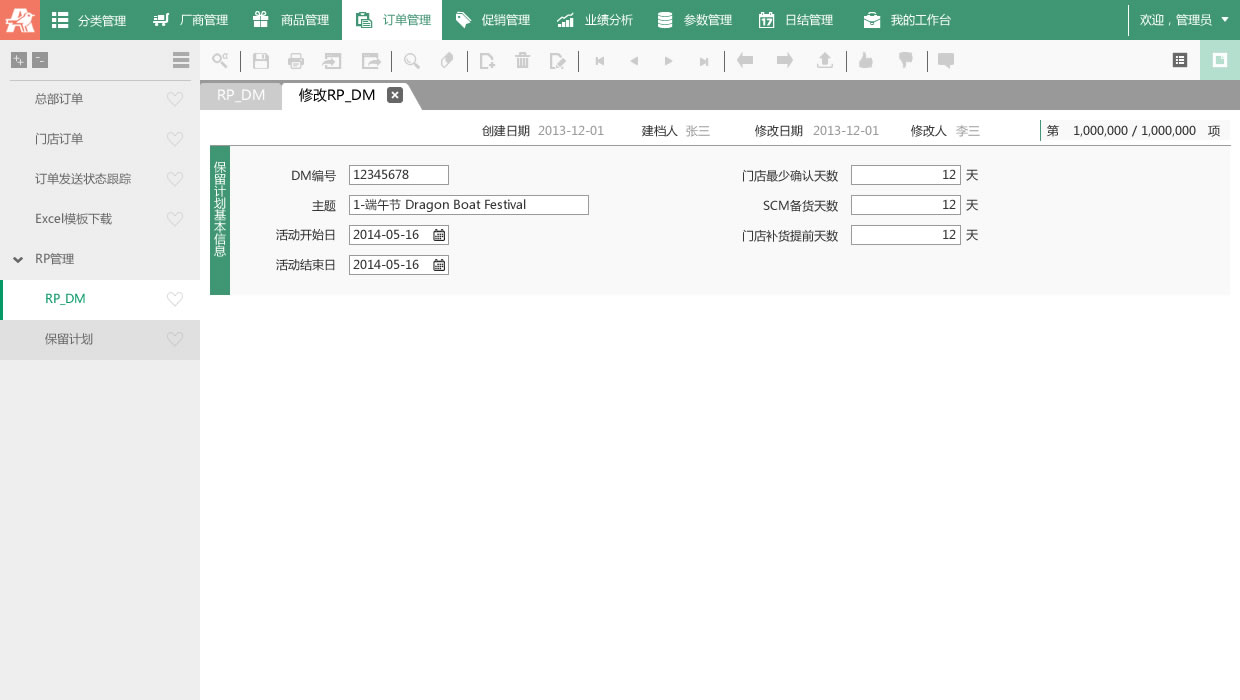 分类管理 厂商管理 商品管理 订单管理 促销管理 业绩分析 参数管理 17 日结管理 我的工作台 欢迎，管理员
RP_DM 修改RP_DM
总部订单
门店订单
订单发送状态跟踪
Excel模板下载
RP管理
RP_DM
保留计划
创建日期 2013-12-01 建档人 张三 修改日期 2013-12-01 修改人 李三 第 1,000,000 / 1,000,000 项
保留计划基本信息
DM编号 12345678 门店最少确认天数 12 天
主题 1-端午节 Dragon Boat Festival SCM备货天数 12 天
活动开始日 2014-05-16 门店补货提前天数 12 天
活动结束日 2014-05-16